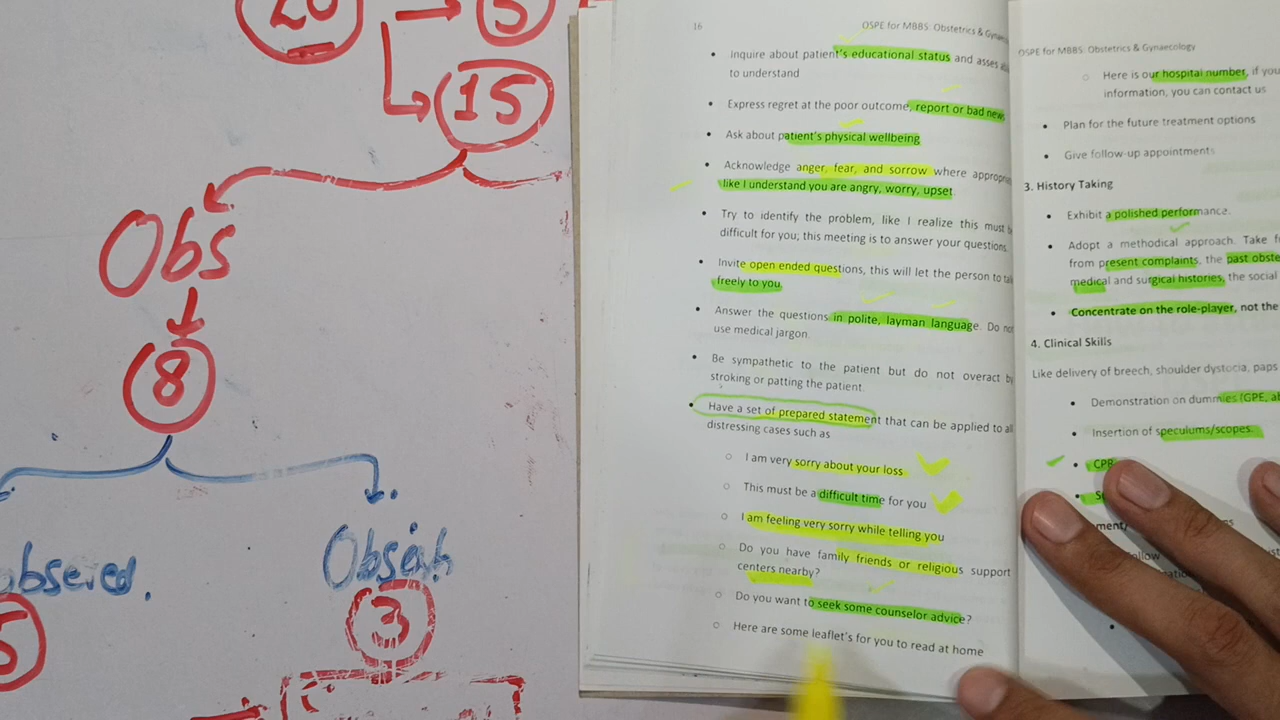 20
5
15
Obs
8
3
5
16
OSPE for MBBS: Obstetrics &
• Inquire about patient's educational status and
to understand
• Express regret at the poor outcome, report or bad news
• Ask about patient's physical wellbeing
• Acknowledge anger, fear, and sorrow where
like I understand you are angry, worry, upset
• Try to identify the problem, like I realize this must
difficult for you; this meeting is to answer your questions
• Invite open ended questions, this will let the person to
freely to you.
• Answer the questions in polite, layman language. Do not
use medical jargon
• Be sympathetic to the patient but do not overact by
stroking or patting the patient.
• Have a set of prepared statement that can be applied to all
distressing cases such as
○ I am very sorry about your loss
○ This must be a difficult time for you
○ I am feeling very sorry while telling you
○ Do you have family friends or religious support
centers nearby?
○ Do you want to seek some counselor advice?
○ Here are some leaflet's for you to read at home
OSPE for MBBS: Obstetrics & Gynaecology
○ Here is our hospital number, if you
information, you can contact us
• Plan for the future treatment options
• Give follow-up appointments
3. History Taking
• Exhibit a polished performance.
• Adopt a methodical approach. Take
from present complaints, the past
medical and surgical histories, the social
• Concentrate on the role-player, not the
4. Clinical Skills
Like delivery of breech, shoulder dystocia, paps
• Demonstration on dummies (GPE,
• Insertion of speculums/scopes.
• CPR